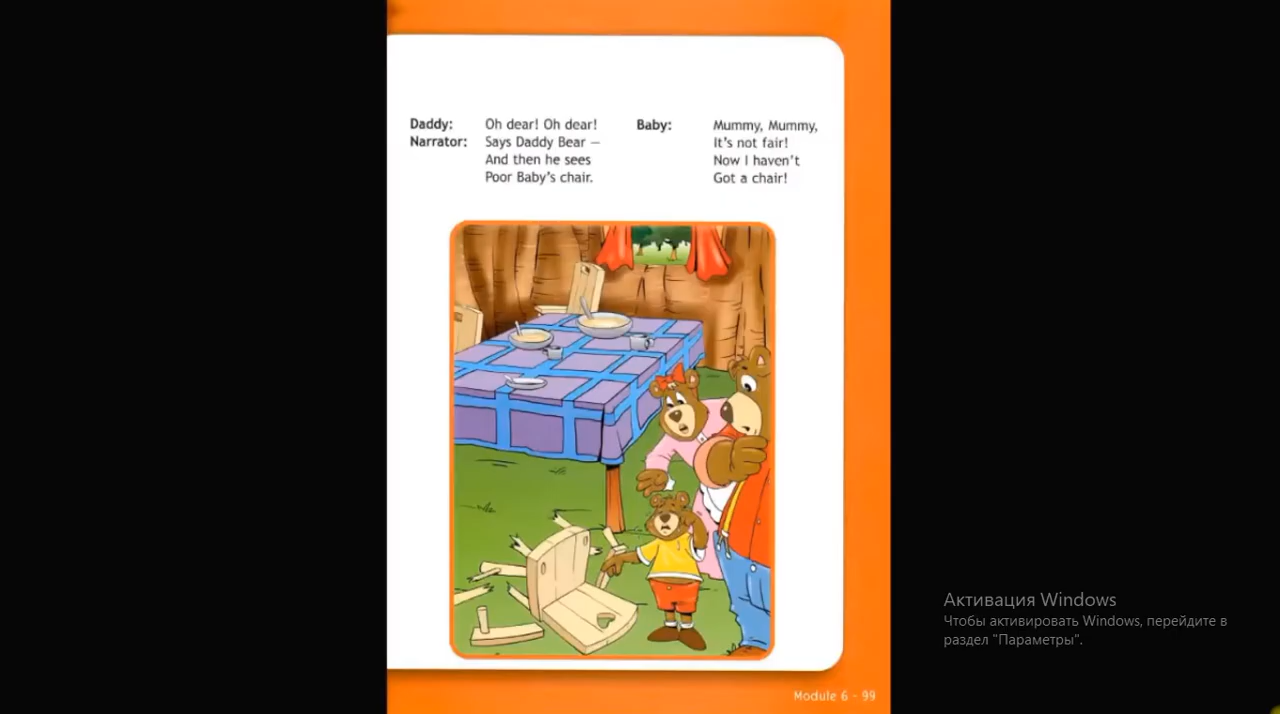 Daddy: Oh dear! Oh dear!
Narrator: Says Daddy Bear —
And then he sees
Poor Baby's chair.
Baby: Mummy, Mummy,
It's not fair!
Now I haven't
Got a chair!
Активация Windows
Чтобы активировать Windows, перейдите в
раздел "Параметры".
Module 6 - 99